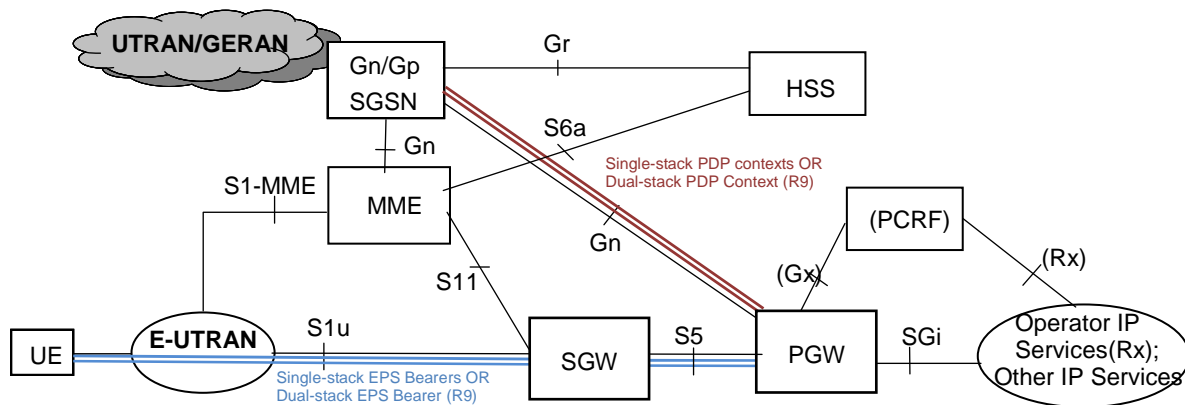 UTRAN/GERAN
Gn/Gp
SGSN
Gr
HSS
S6a
Gn
Single-stack PDP contexts OR
Dual-stack PDP Context (R9)
S1-MME
MME
Gn
(PCRF)
S11
(Gx)
(Rx)
UE
E-UTRAN
S1u
SGW
S5
PGW
SGi
Operator IP
Services(Rx);
Other IP Services
Single-stack EPS Bearers OR
Dual-stack EPS Bearer (R9)